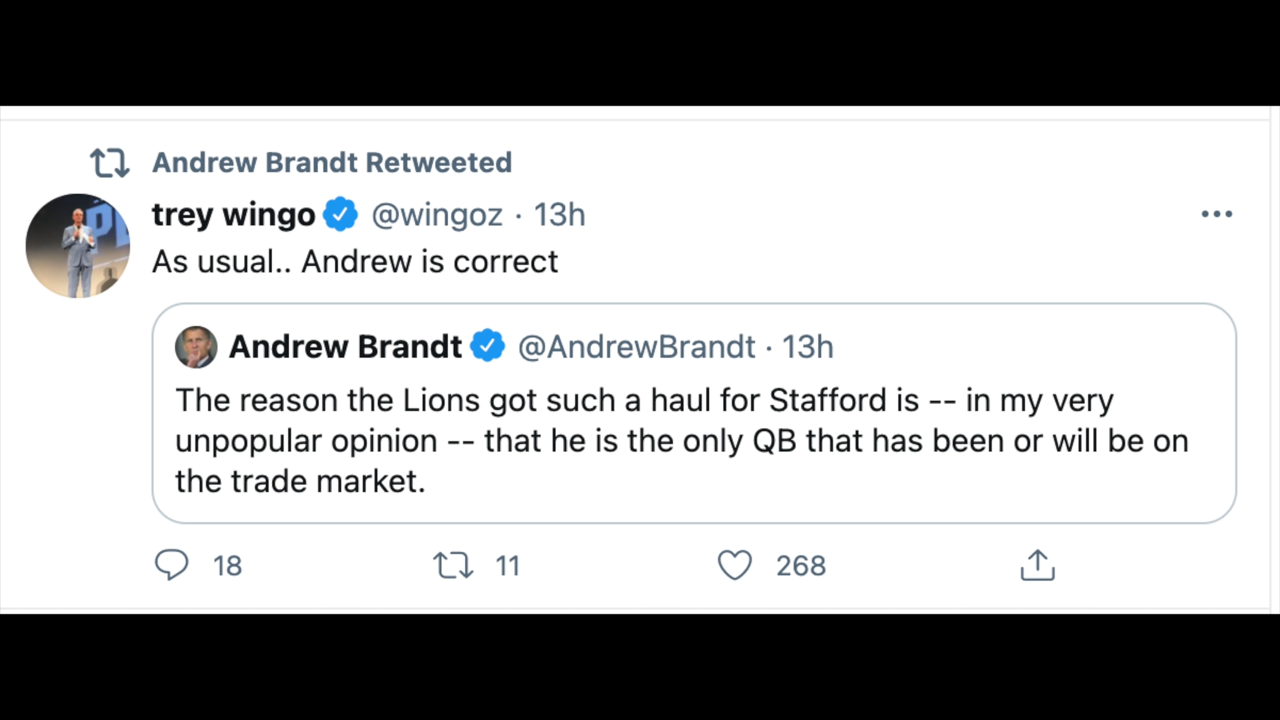 Andrew Brandt Retweeted
trey wingo @wingoz · 13h
As usual.. Andrew is correct
Andrew Brandt @AndrewBrandt · 13h
The reason the Lions got such a haul for Stafford is -- in my very
unpopular opinion -- that he is the only QB that has been or will be on
the trade market.
18 11 268